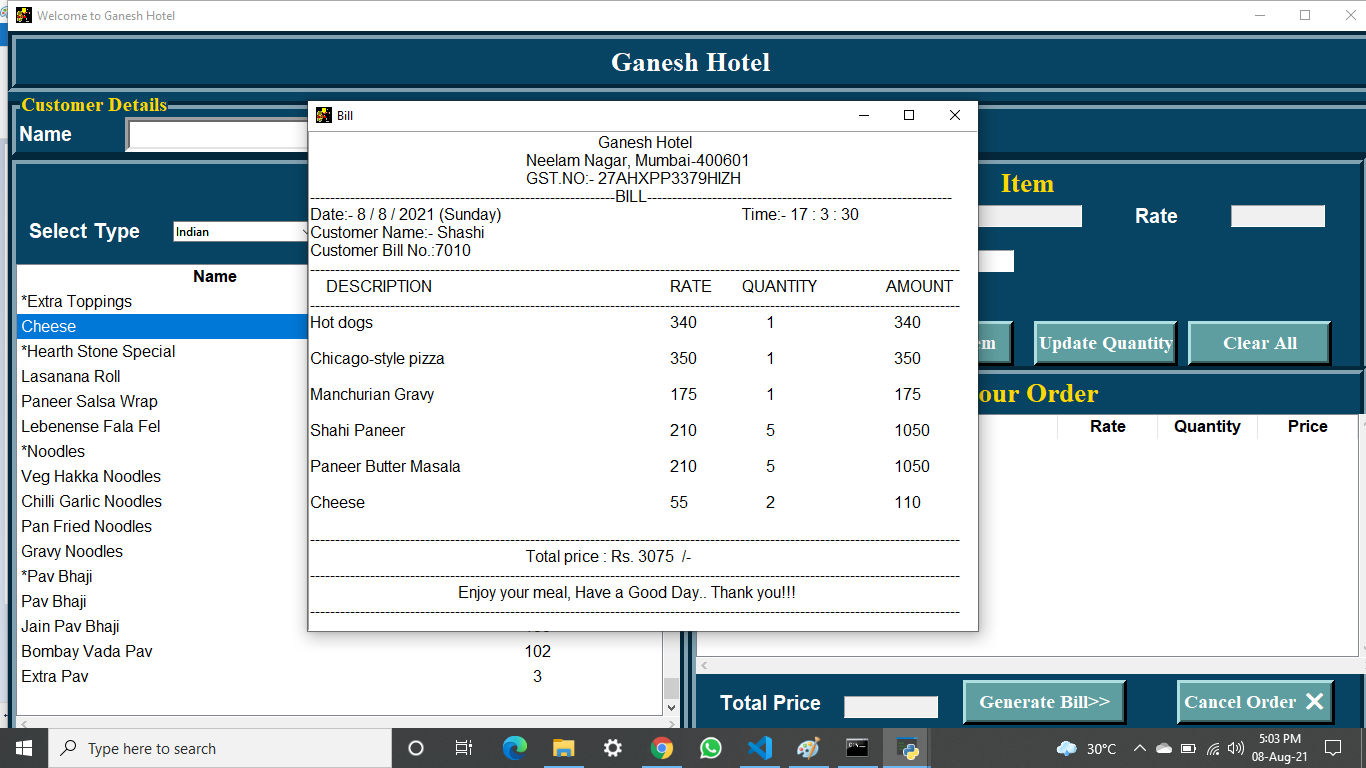 Welcome to Ganesh Hotel
Ganesh Hotel
Customer Details
Name
Bill
Ganesh Hotel
Neelam Nagar, Mumbai-400601
GST.NO:- 27AHXPP3379HIZH
BILL
Date:- 8 / 8 / 2021 (Sunday) Time:- 17 : 3 : 30
Customer Name:- Shashi
Customer Bill No.:7010
DESCRIPTION RATE QUANTITY AMOUNT
Hot dogs 340 1 340
Chicago-style pizza 350 1 350
Manchurian Gravy 175 1 175
Shahi Paneer 210 5 1050
Paneer Butter Masala 210 5 1050
Cheese 55 2 110
Total price : Rs. 3075 /-
Enjoy your meal, Have a Good Day.. Thank you!!!
Select Type Indian
Name
*Extra Toppings
Cheese
*Hearth Stone Special
Lasanana Roll
Paneer Salsa Wrap
Lebenense Fala Fel
*Noodles
Veg Hakka Noodles
Chilli Garlic Noodles
Pan Fried Noodles
Gravy Noodles
*Pav Bhaji
Pav Bhaji
Jain Pav Bhaji
Bombay Vada Pav 102
Extra Pav 3
Item
Rate
em Update Quantity Clear All
our Order
Rate Quantity Price
Total Price Generate Bill>> Cancel Order ✕
Type here to search
30°C
5:03 PM
08-Aug-21